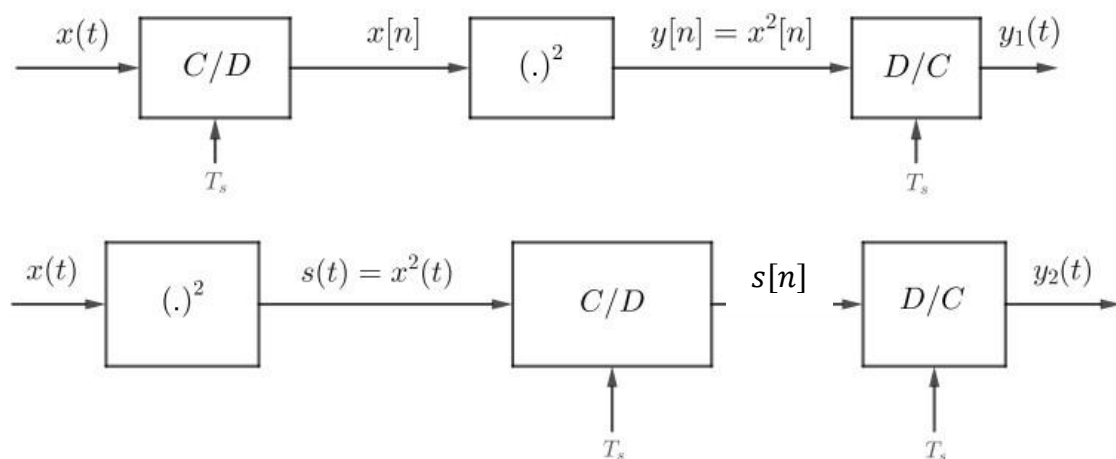 x(t) C/D x[n] (.)² y[n] = x²[n] D/C y₁(t)
Tₛ Tₛ
x(t) (.)² s(t) = x²(t) C/D s[n] D/C y₂(t)
Tₛ Tₛ